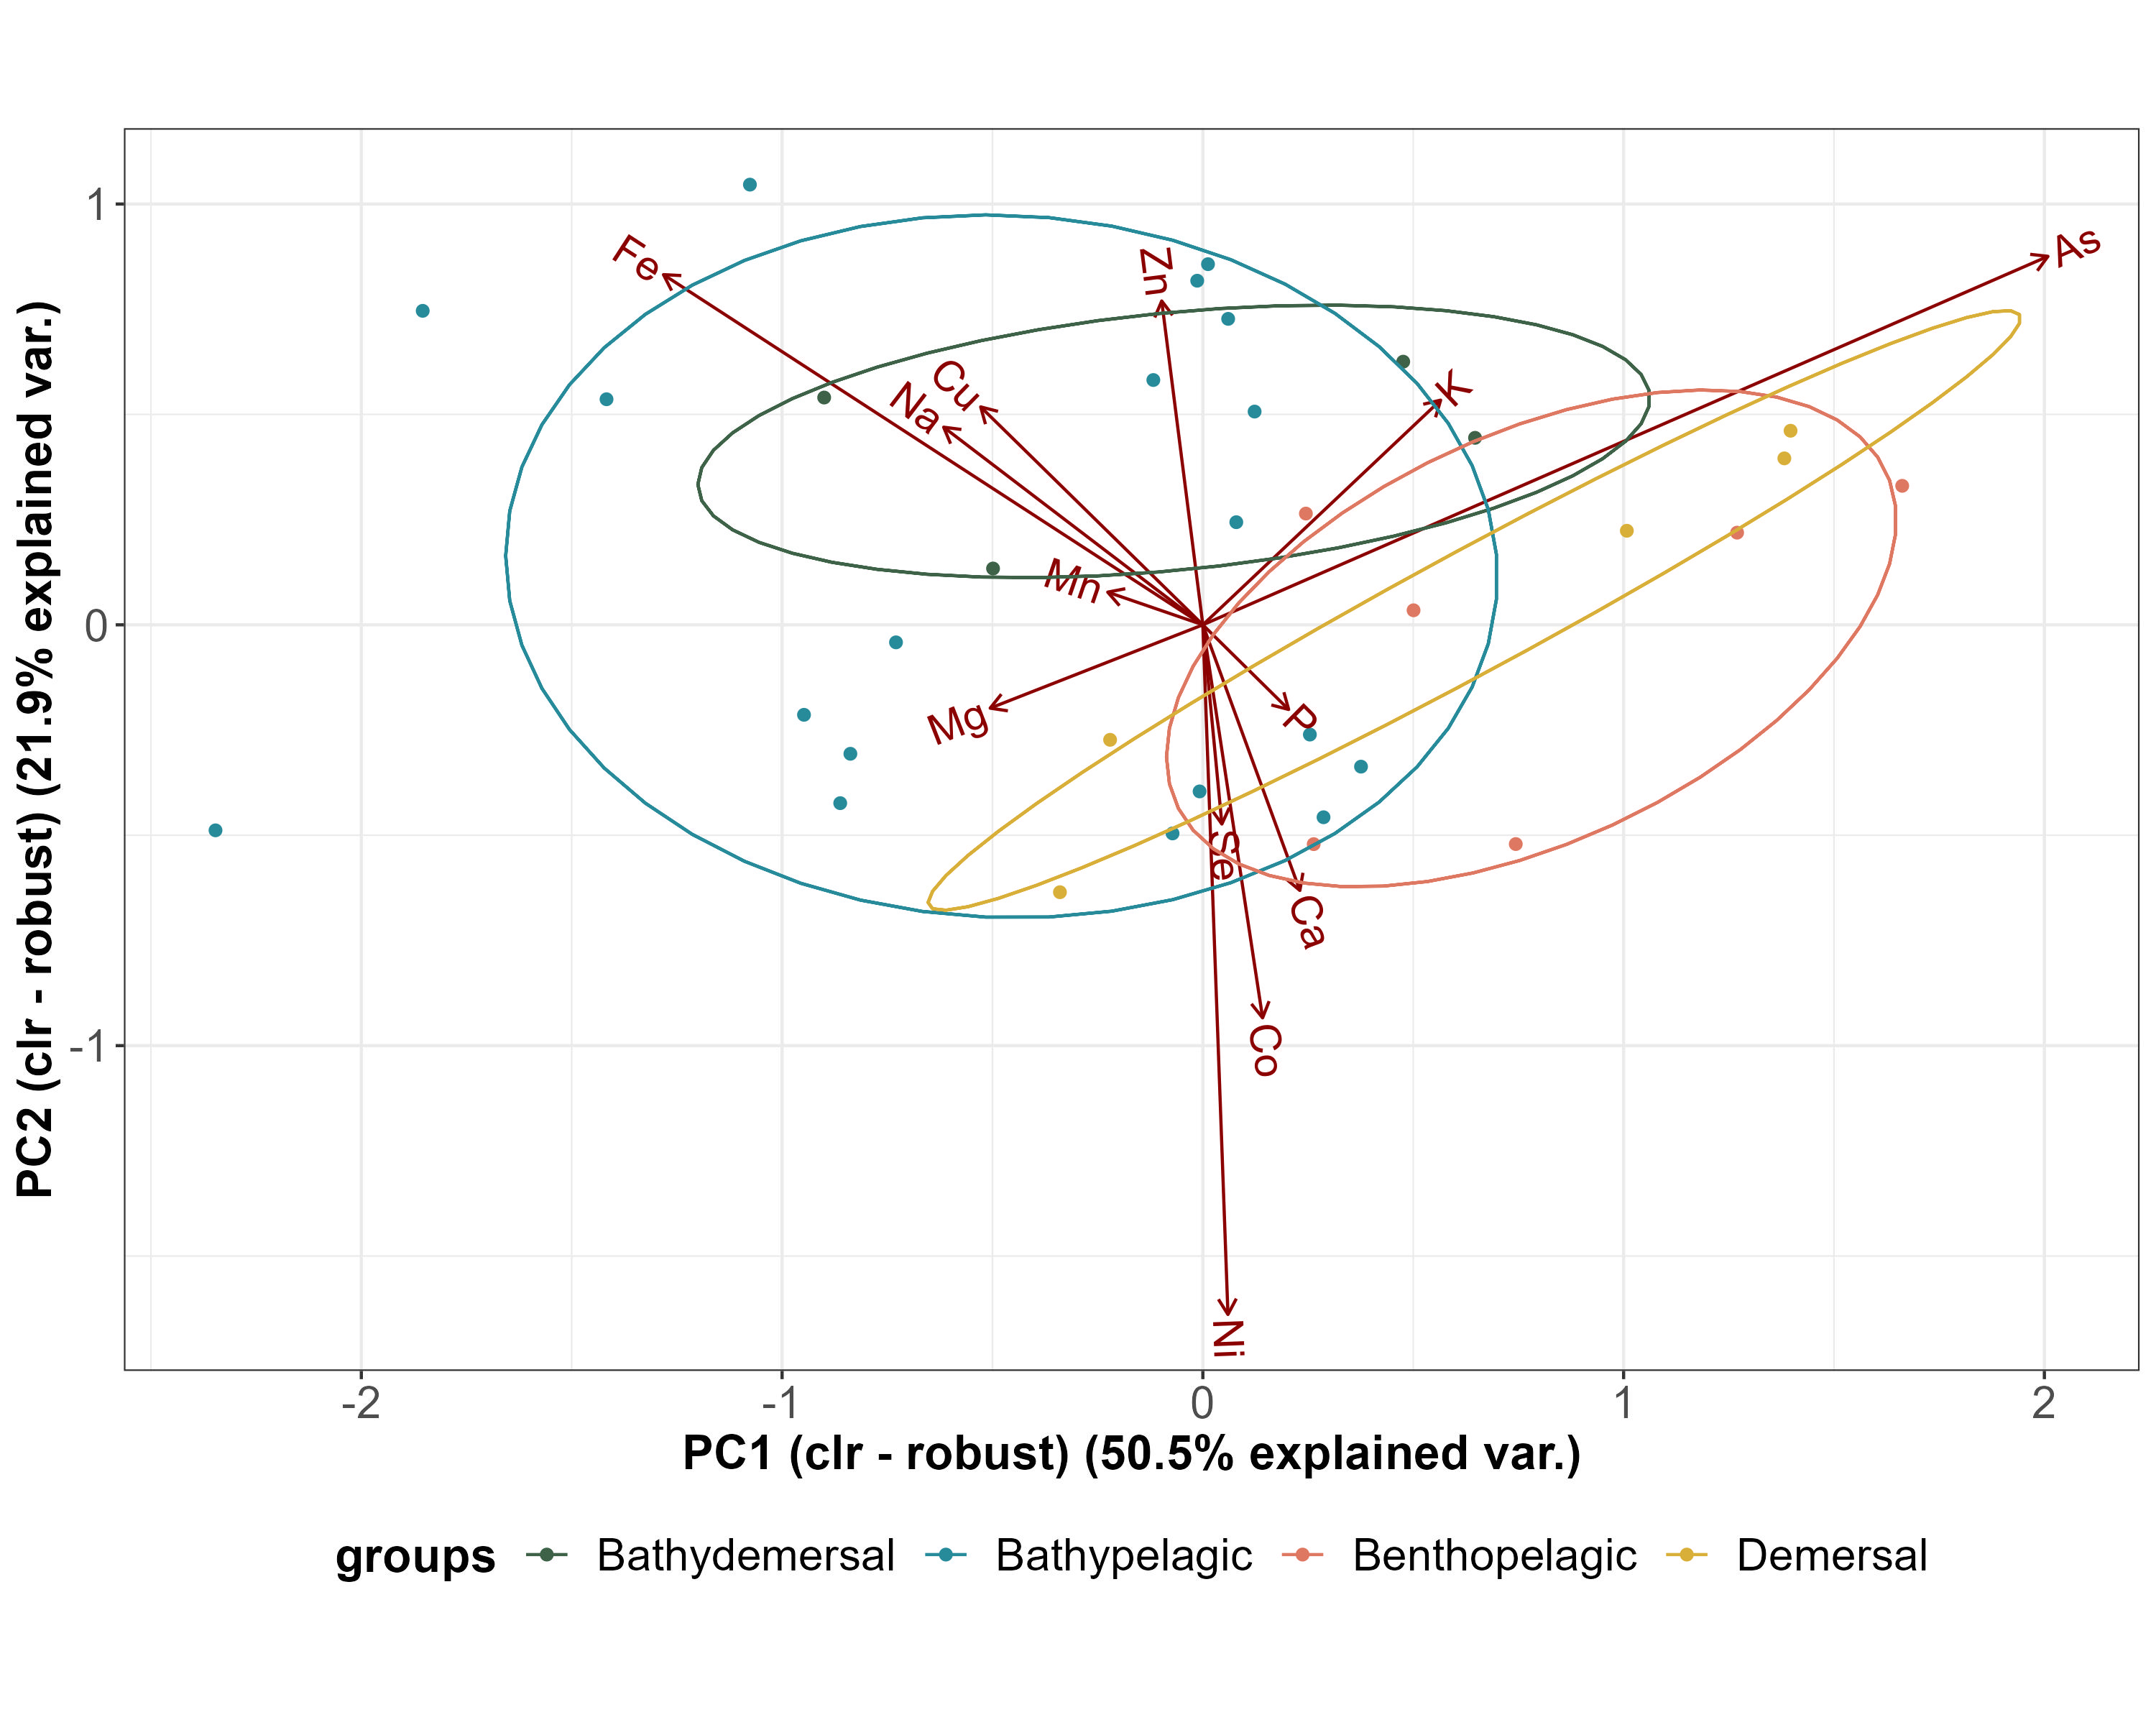 PC2 (clr - robust) (21.9% explained var.)
1
0
-1
Fe
Zn
As
Cu
Na
K
Mn
Mg
P
Se
Ca
Co
Ni
-2
-1
0
1
2
PC1 (clr - robust) (50.5% explained var.)
groups Bathydemersal Bathypelagic Benthopelagic Demersal